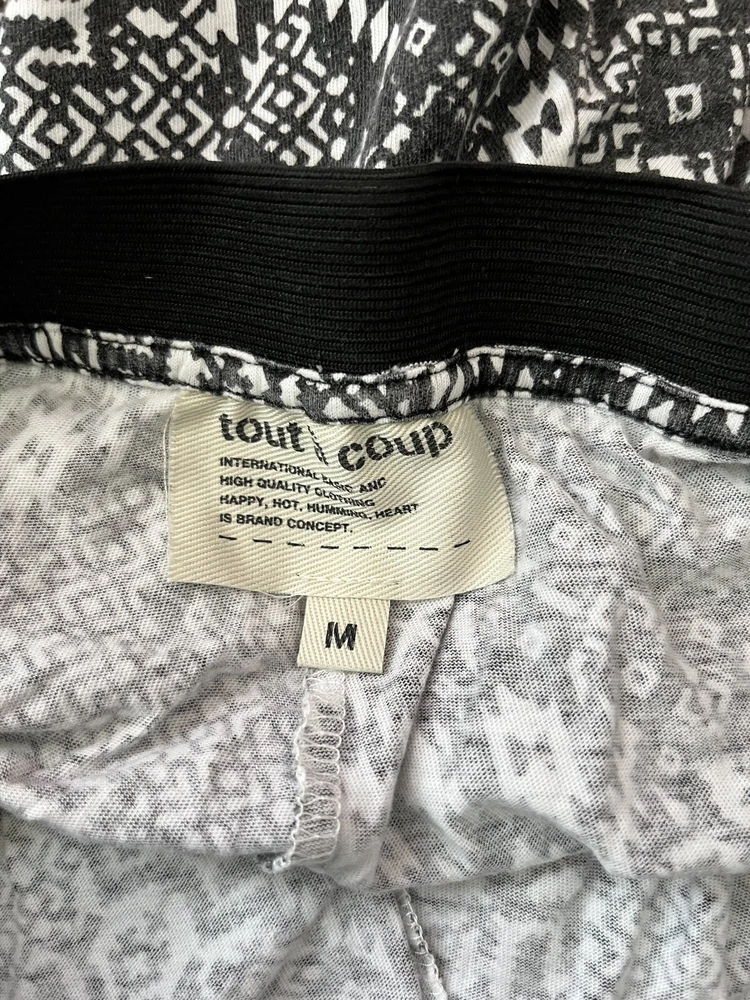 tout à coup
INTERNATIONAL BASIC AND
HIGH QUALITY CLOTHING
HAPPY, HOT, HUMMING, HEART
IS BRAND CONCEPT.
M